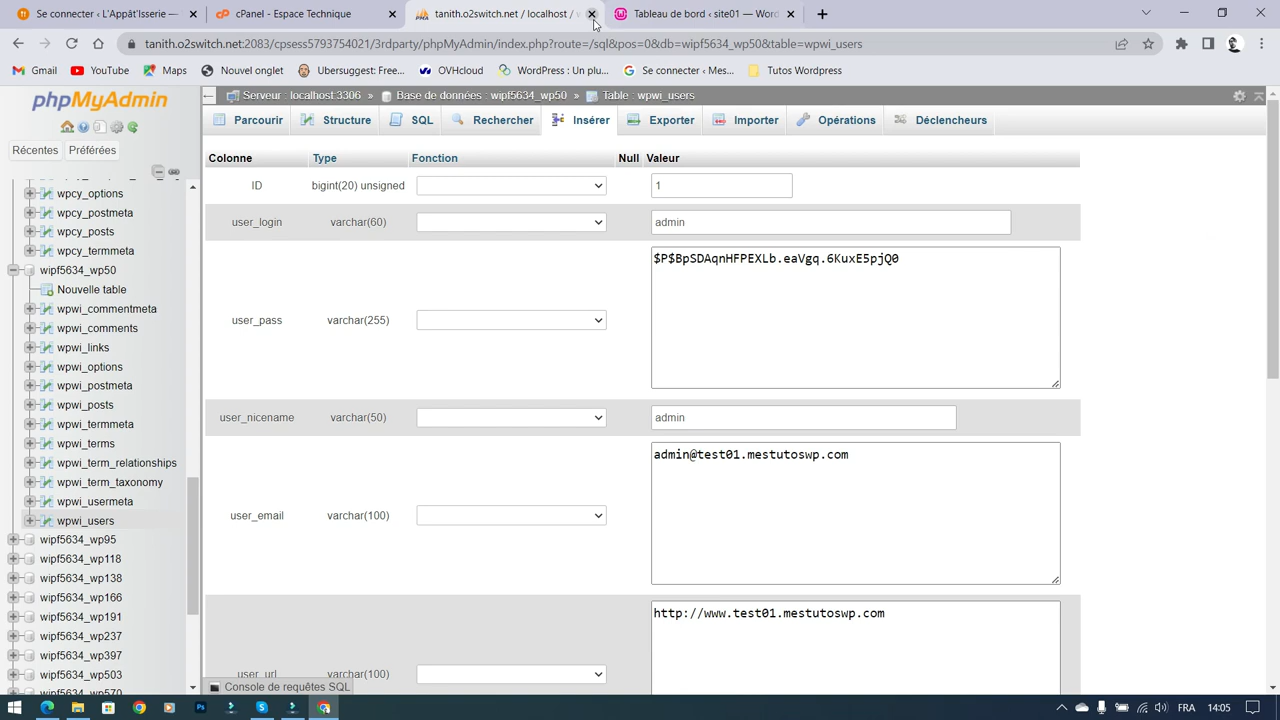 Se connecter ‹ L'Appât'Isserie —
cPanel - Espace Technique
tanith.o2switch.net / localhost / w
Tableau de bord ‹ site01 — Word
tanith.o2switch.net:2083/cpsess5793754021/3rdparty/phpMyAdmin/index.php?route=/sql&pos=0&db=wipf5634_wp50&table=wpwi_users
Gmail
YouTube
Maps
Nouvel onglet
Ubersuggest: Free...
OVHcloud
WordPress : Un plu...
Se connecter ‹ Mes...
Tutos Wordpress
phpMyAdmin
Récentes
Préférées
wpcy_options
wpcy_postmeta
wpcy_posts
wpcy_termmeta
wipf5634_wp50
Nouvelle table
wpwi_commentmeta
wpwi_comments
wpwi_links
wpwi_options
wpwi_postmeta
wpwi_posts
wpwi_termmeta
wpwi_terms
wpwi_term_relationships
wpwi_term_taxonomy
wpwi_usermeta
wpwi_users
wipf5634_wp95
wipf5634_wp118
wipf5634_wp138
wipf5634_wp166
wipf5634_wp191
wipf5634_wp237
wipf5634_wp397
wipf5634_wp503
wipf5634_wp570
Serveur : localhost:3306 » Base de données : wipf5634_wp50 » Table : wpwi_users
Parcourir
Structure
SQL
Rechercher
Insérer
Exporter
Importer
Opérations
Déclencheurs
Colonne Type Fonction Null Valeur
ID bigint(20) unsigned 1
user_login varchar(60) admin
$P$BpSDAqnHFPEXLb.eaVgq.6KuxE5pjQ0
user_pass varchar(255)
user_nicename varchar(50) admin
admin@test01.mestutoswp.com
user_email varchar(100)
http://www.test01.mestutoswp.com
user_url varchar(100)
Console de requêtes SQL
FRA
14:05